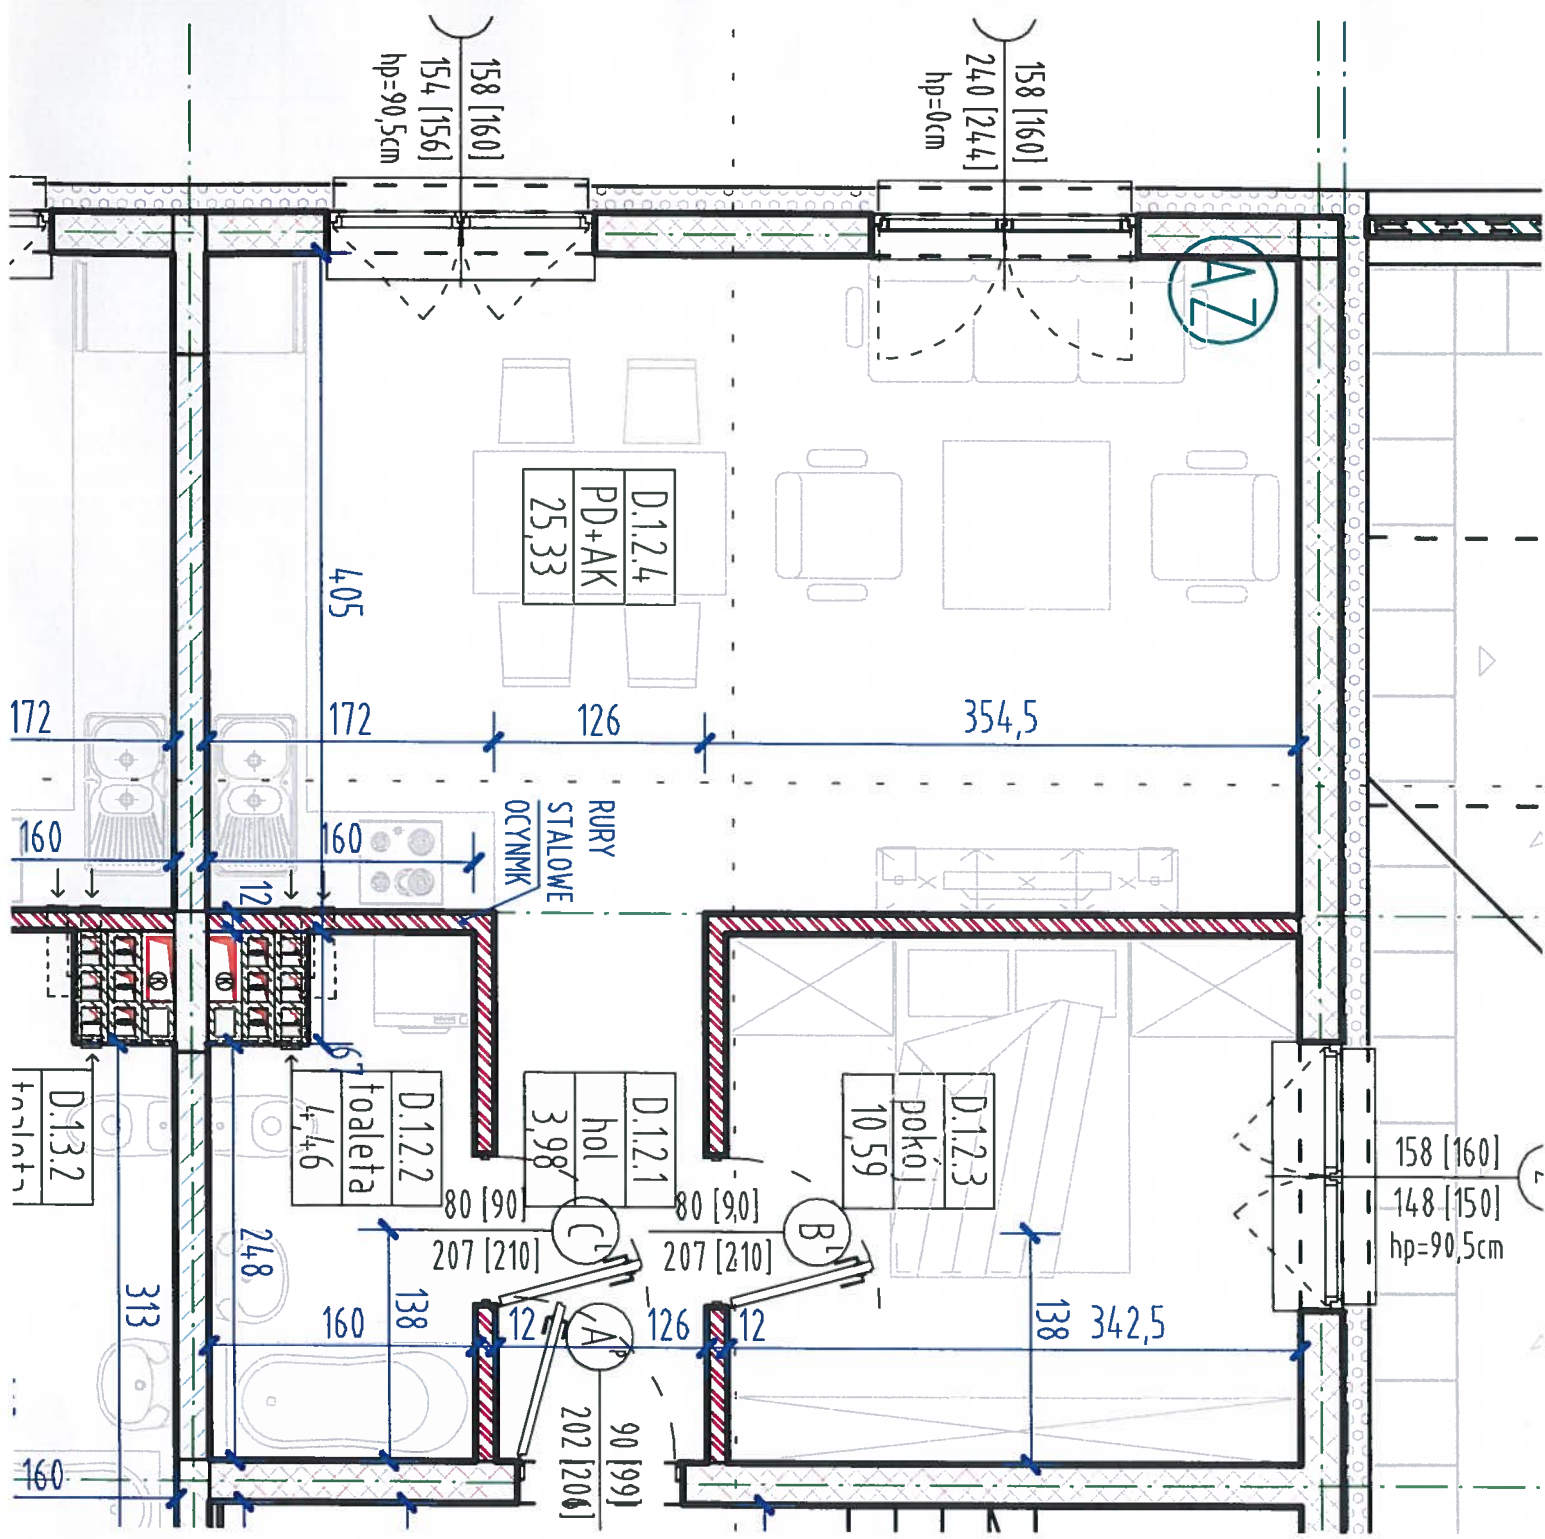 158 [160]
154 [156]
hp=90,5cm
158 [160]
240 [244]
hp=0cm
AZ
D.1.2.4
PD+AK
25,33
405
172
172
126
354,5
160
160
RURY
STALOWE
OCYNMK
12
67
D.1.3.2
D.1.2.2
toaleta
4,46
D.1.2.1
hol
3,98
D.1.2.3
pokój
10,59
158 [160]
148 [150]
hp=90,5cm
80 [90]
207 [210]
C
L
80 [90]
207 [210]
B
L
248
313
160
138
12
A
P
126
12
138
342,5
90 [99]
202 [206]
160